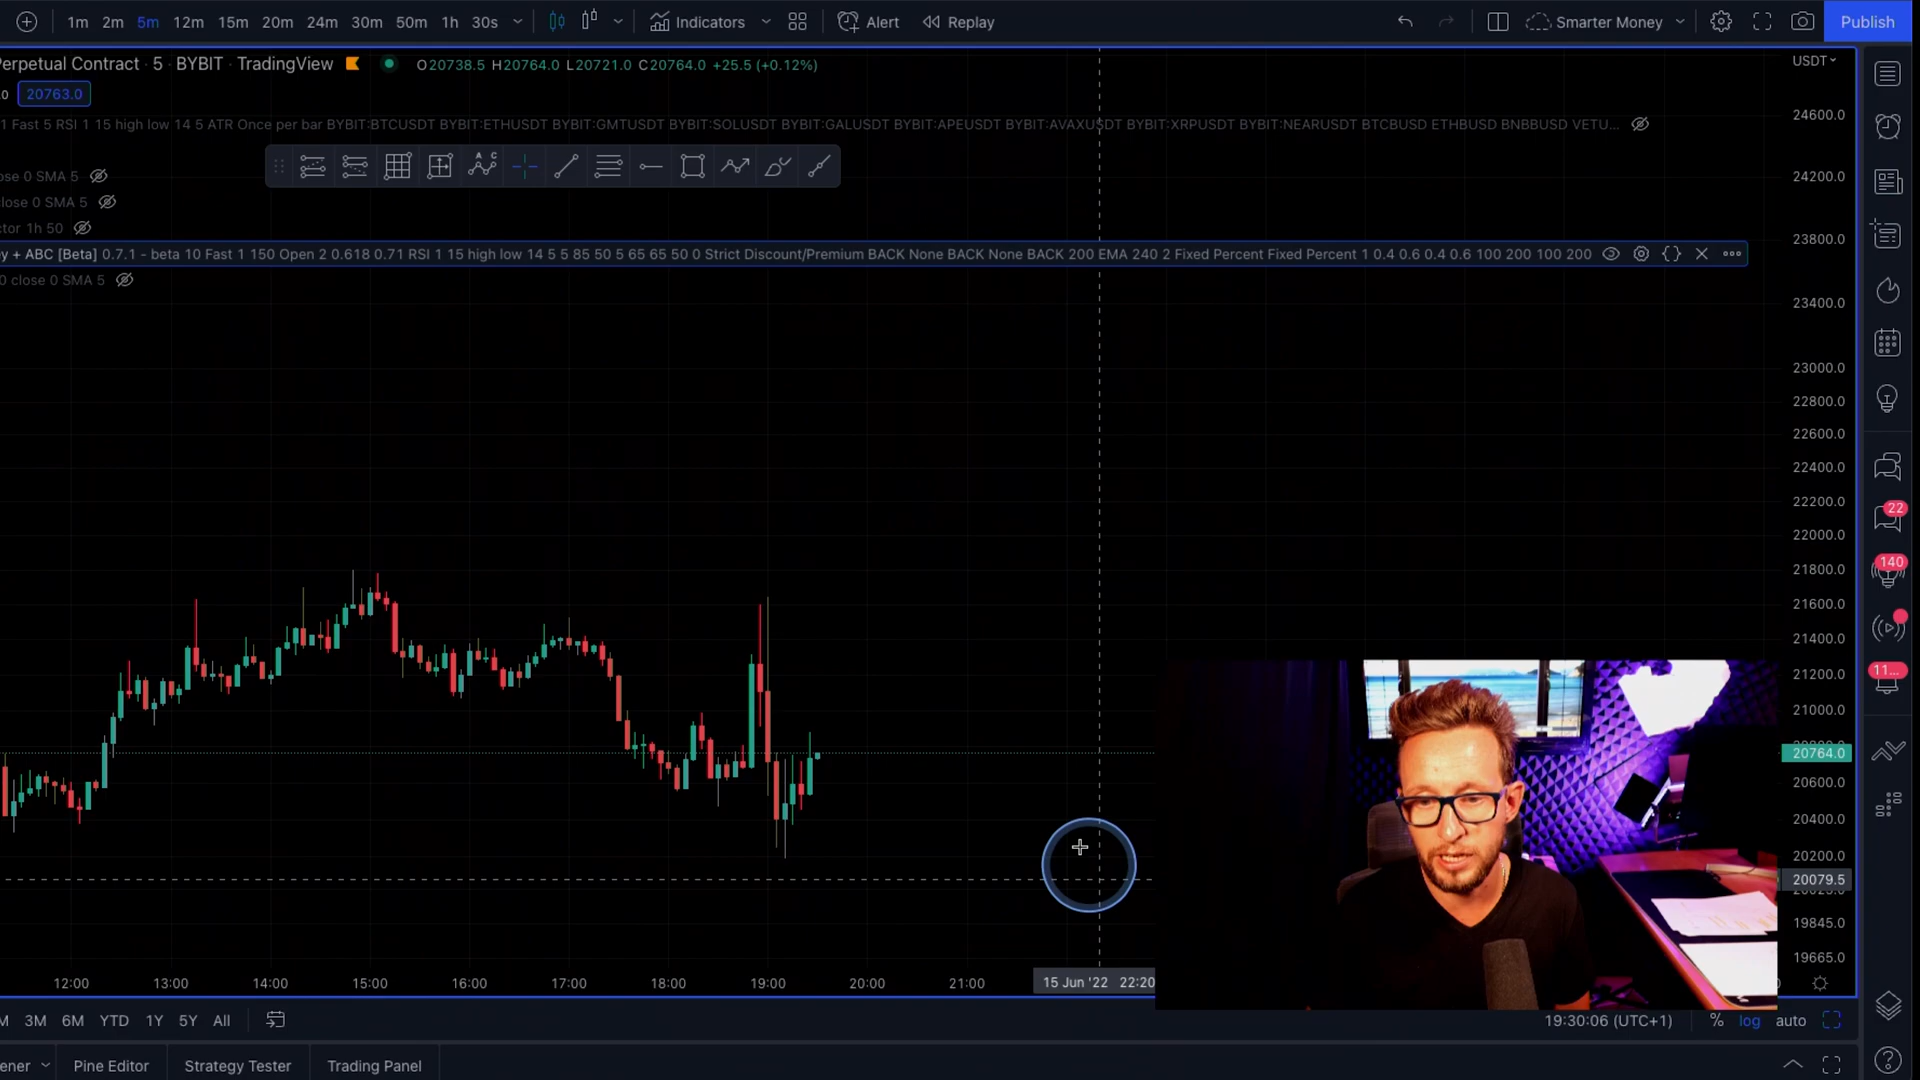 1m 2m 5m 12m 15m 20m 24m 30m 50m 1h 30s Indicators Alert Replay Smarter Money Publish
Perpetual Contract · 5 · BYBIT · TradingView O20738.5 H20764.0 L20721.0 C20764.0 +25.5 (+0.12%) USDT
0 20763.0
24600.0
1 Fast 5 RSI 1 15 high low 14 5 ATR Once per bar BYBIT:BTCUSDT BYBIT:ETHUSDT BYBIT:GMTUSDT BYBIT:SOLUSDT BYBIT:GALUSDT BYBIT:APEUSDT BYBIT:AVAXUSDT BYBIT:XRPUSDT BYBIT:NEARUSDT BTCBUSD ETHBUSD BNBBUSD VETU...
A C
ose 0 SMA 5
24200.0
close 0 SMA 5
ctor 1h 50
23800.0
y + ABC [Beta] 0.7.1 - beta 10 Fast 1 150 Open 2 0.618 0.71 RSI 1 15 high low 14 5 5 85 50 5 65 65 50 0 Strict Discount/Premium BACK None BACK None BACK 200 EMA 240 2 Fixed Percent Fixed Percent 1 0.4 0.6 0.4 0.6 100 200 100 200
0 close 0 SMA 5
23400.0
23000.0
22800.0
22600.0
22400.0
22200.0
22000.0
21800.0
21600.0
21400.0
21200.0
21000.0
20764.0
20600.0
20400.0
20200.0
20079.5
19845.0
19665.0
22
140
11...
12:00 13:00 14:00 15:00 16:00 17:00 18:00 19:00 20:00 21:00 15 Jun '22 22:20
M 3M 6M YTD 1Y 5Y All 19:30:06 (UTC+1) % log auto
ener Pine Editor Strategy Tester Trading Panel